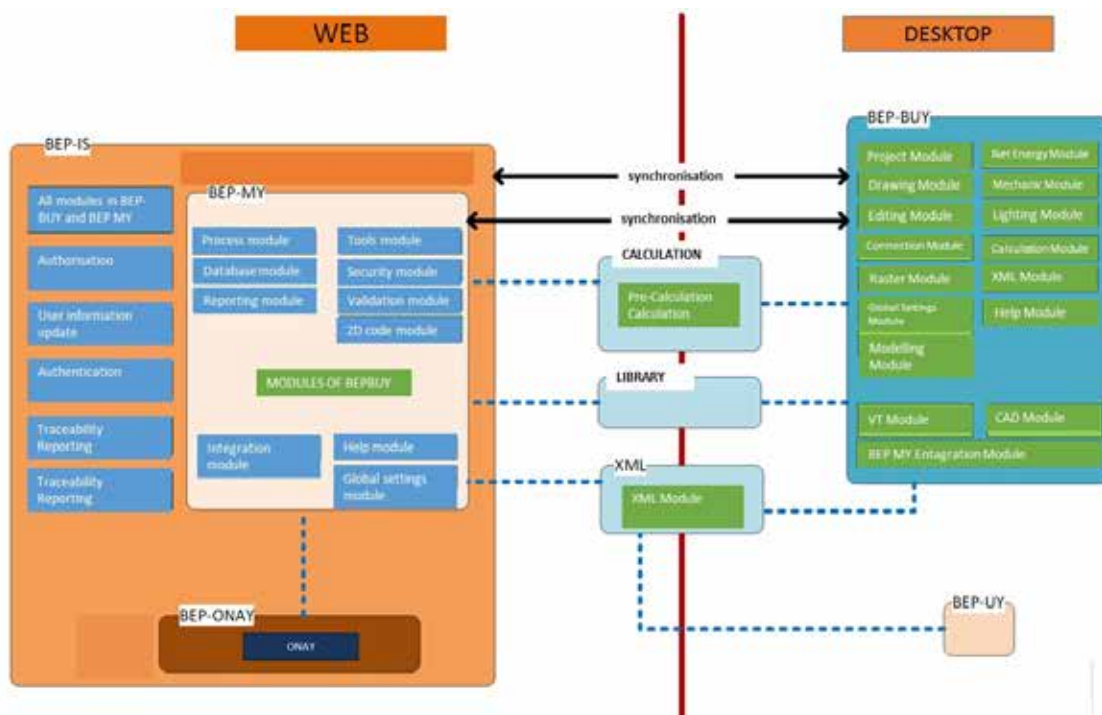 WEB
DESKTOP
BEP-IS
All modules in BEP-
BUY and BEP MY
Authorisation
User information
update
Authentication
Traceability
Reporting
Traceability
Reporting
BEP-MY
Process module
Database module
Reporting module
Tools module
Security module
Validation module
2D code module
MODULES OF BEPBUY
Integration
module
Help module
Global settings
module
BEP-ONAY
ONAY
synchronisation
synchronisation
CALCULATION
Pre-Calculation
Calculation
LIBRARY
XML
XML Module
BEP-BUY
Project Module
Drawing Module
Editing Module
Connection Module
Raster Module
Global Settings
Module
Modelling
Module
Net Energy Module
Mechanic Module
Lighting Module
Calculation Module
XML Module
Help Module
VT Module
CAD Module
BEP MY Entagration Module
BEP-UY